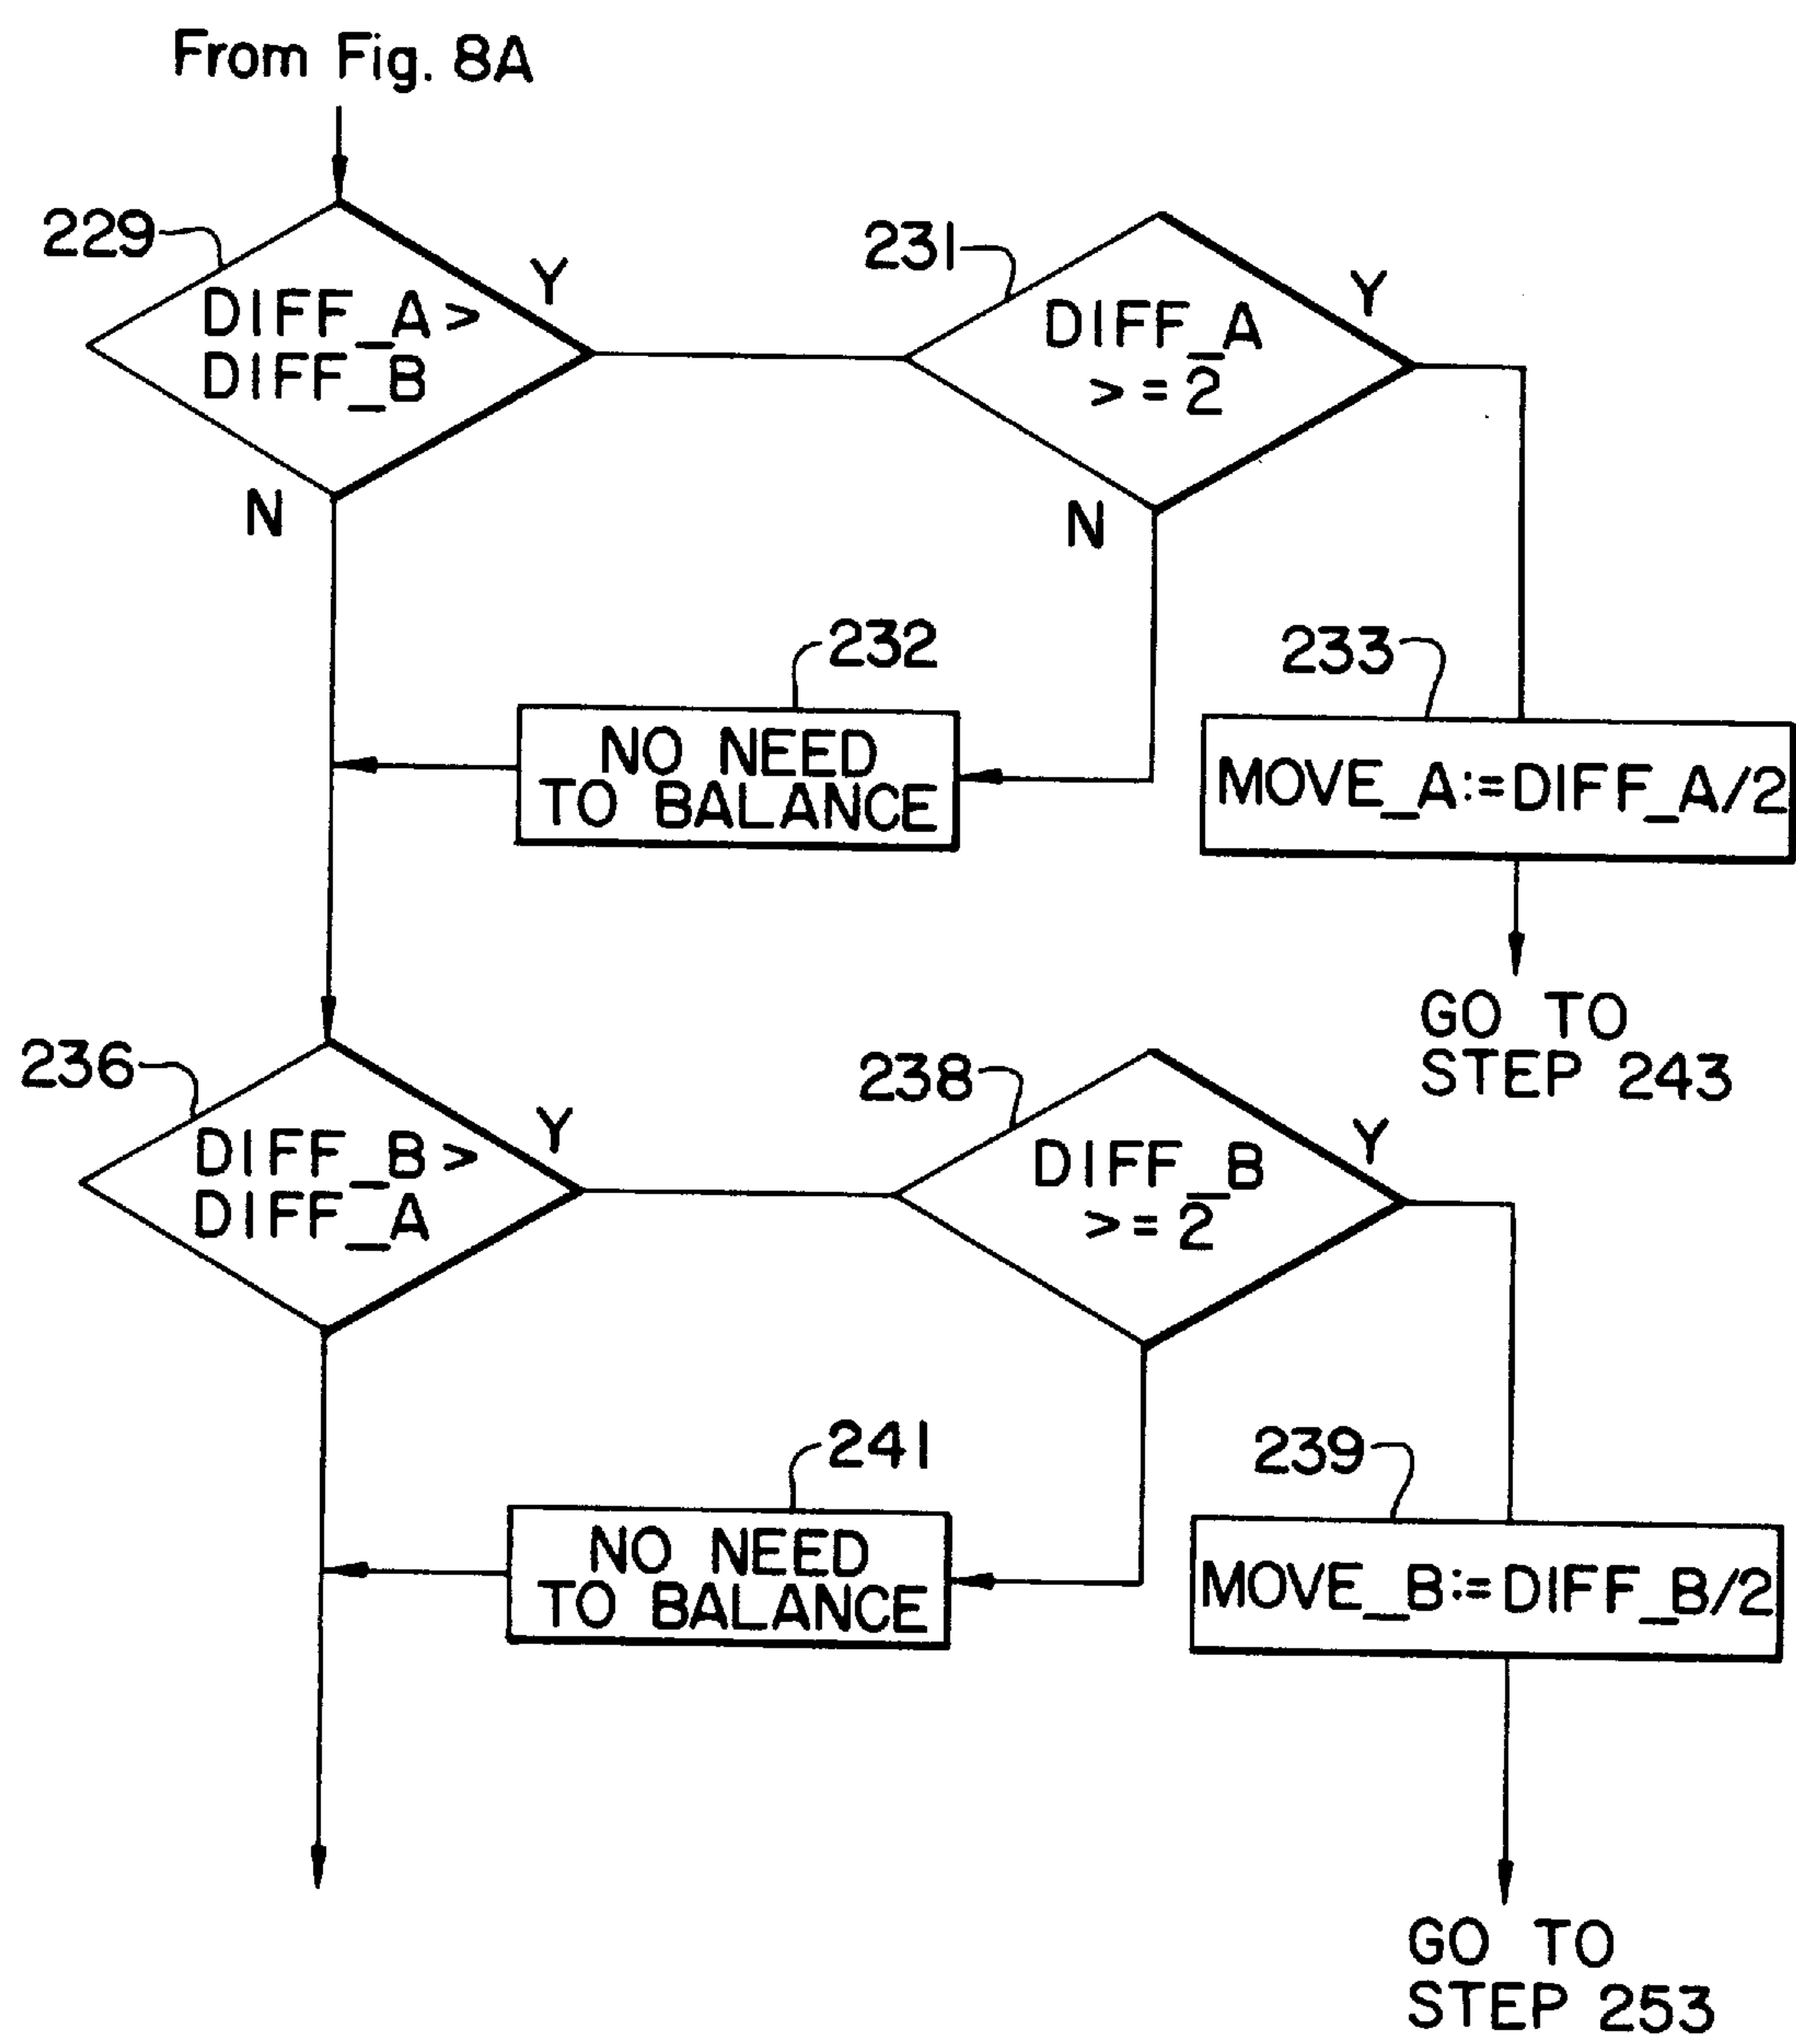 From Fig. 8A
229
DIFF_A >
DIFF_B
Y
N
231
DIFF_A
>=2
Y
N
232
NO NEED
TO BALANCE
233
MOVE_A:=DIFF_A/2
GO TO
STEP 243
236
DIFF_B >
DIFF_A
Y
238
DIFF_B
>=2
Y
241
NO NEED
TO BALANCE
239
MOVE_B:=DIFF_B/2
GO TO
STEP 253